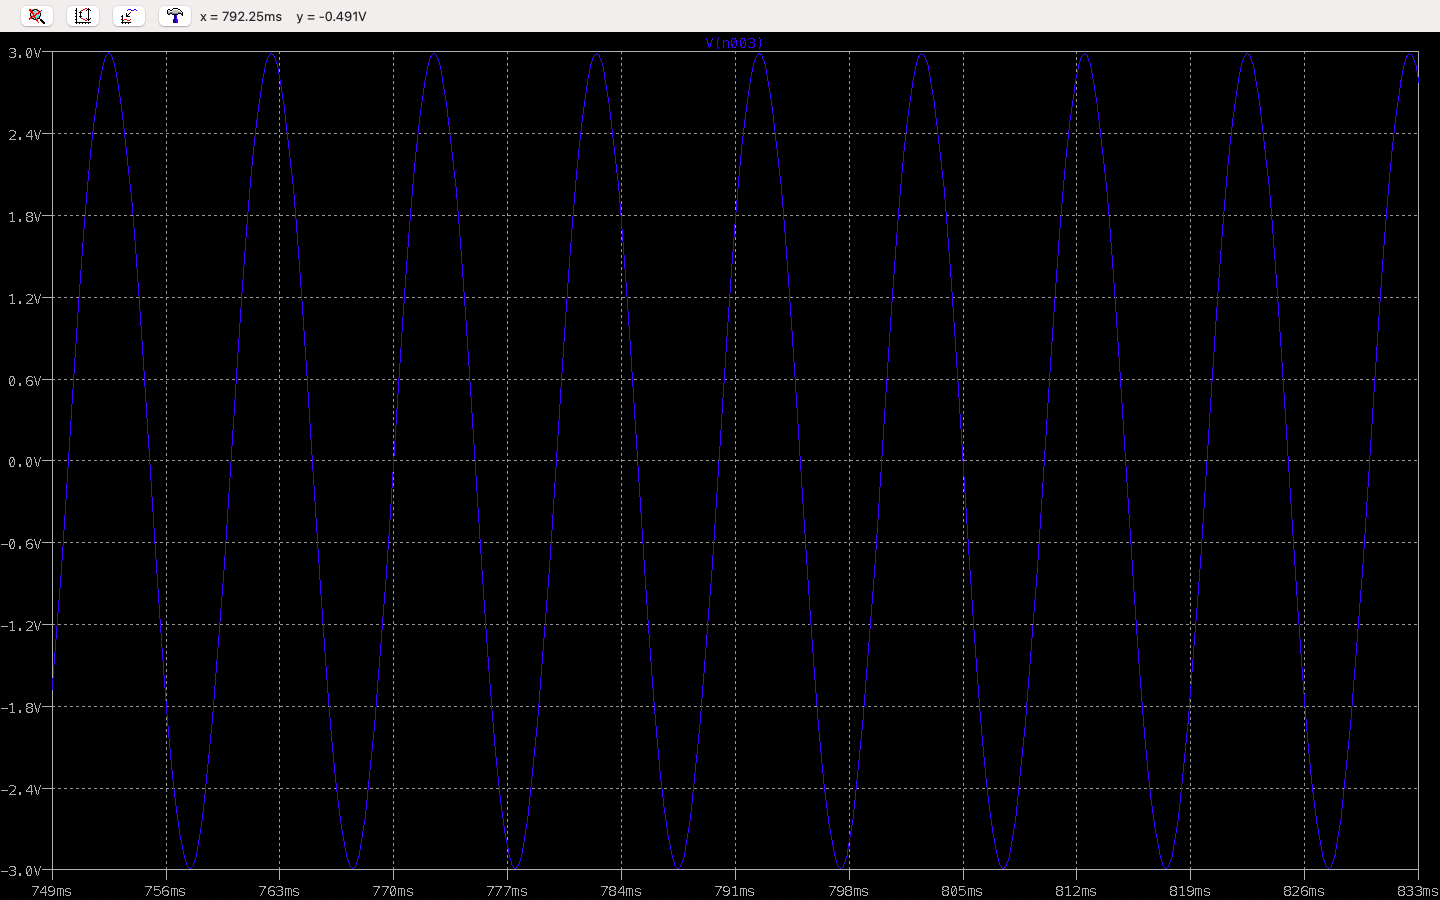 x = 792.25ms y = -0.491V
V(n003)
3.0V
2.4V
1.8V
1.2V
0.6V
0.0V
-0.6V
-1.2V
-1.8V
-2.4V
-3.0V
749ms 756ms 763ms 770ms 777ms 784ms 791ms 798ms 805ms 812ms 819ms 826ms 833ms